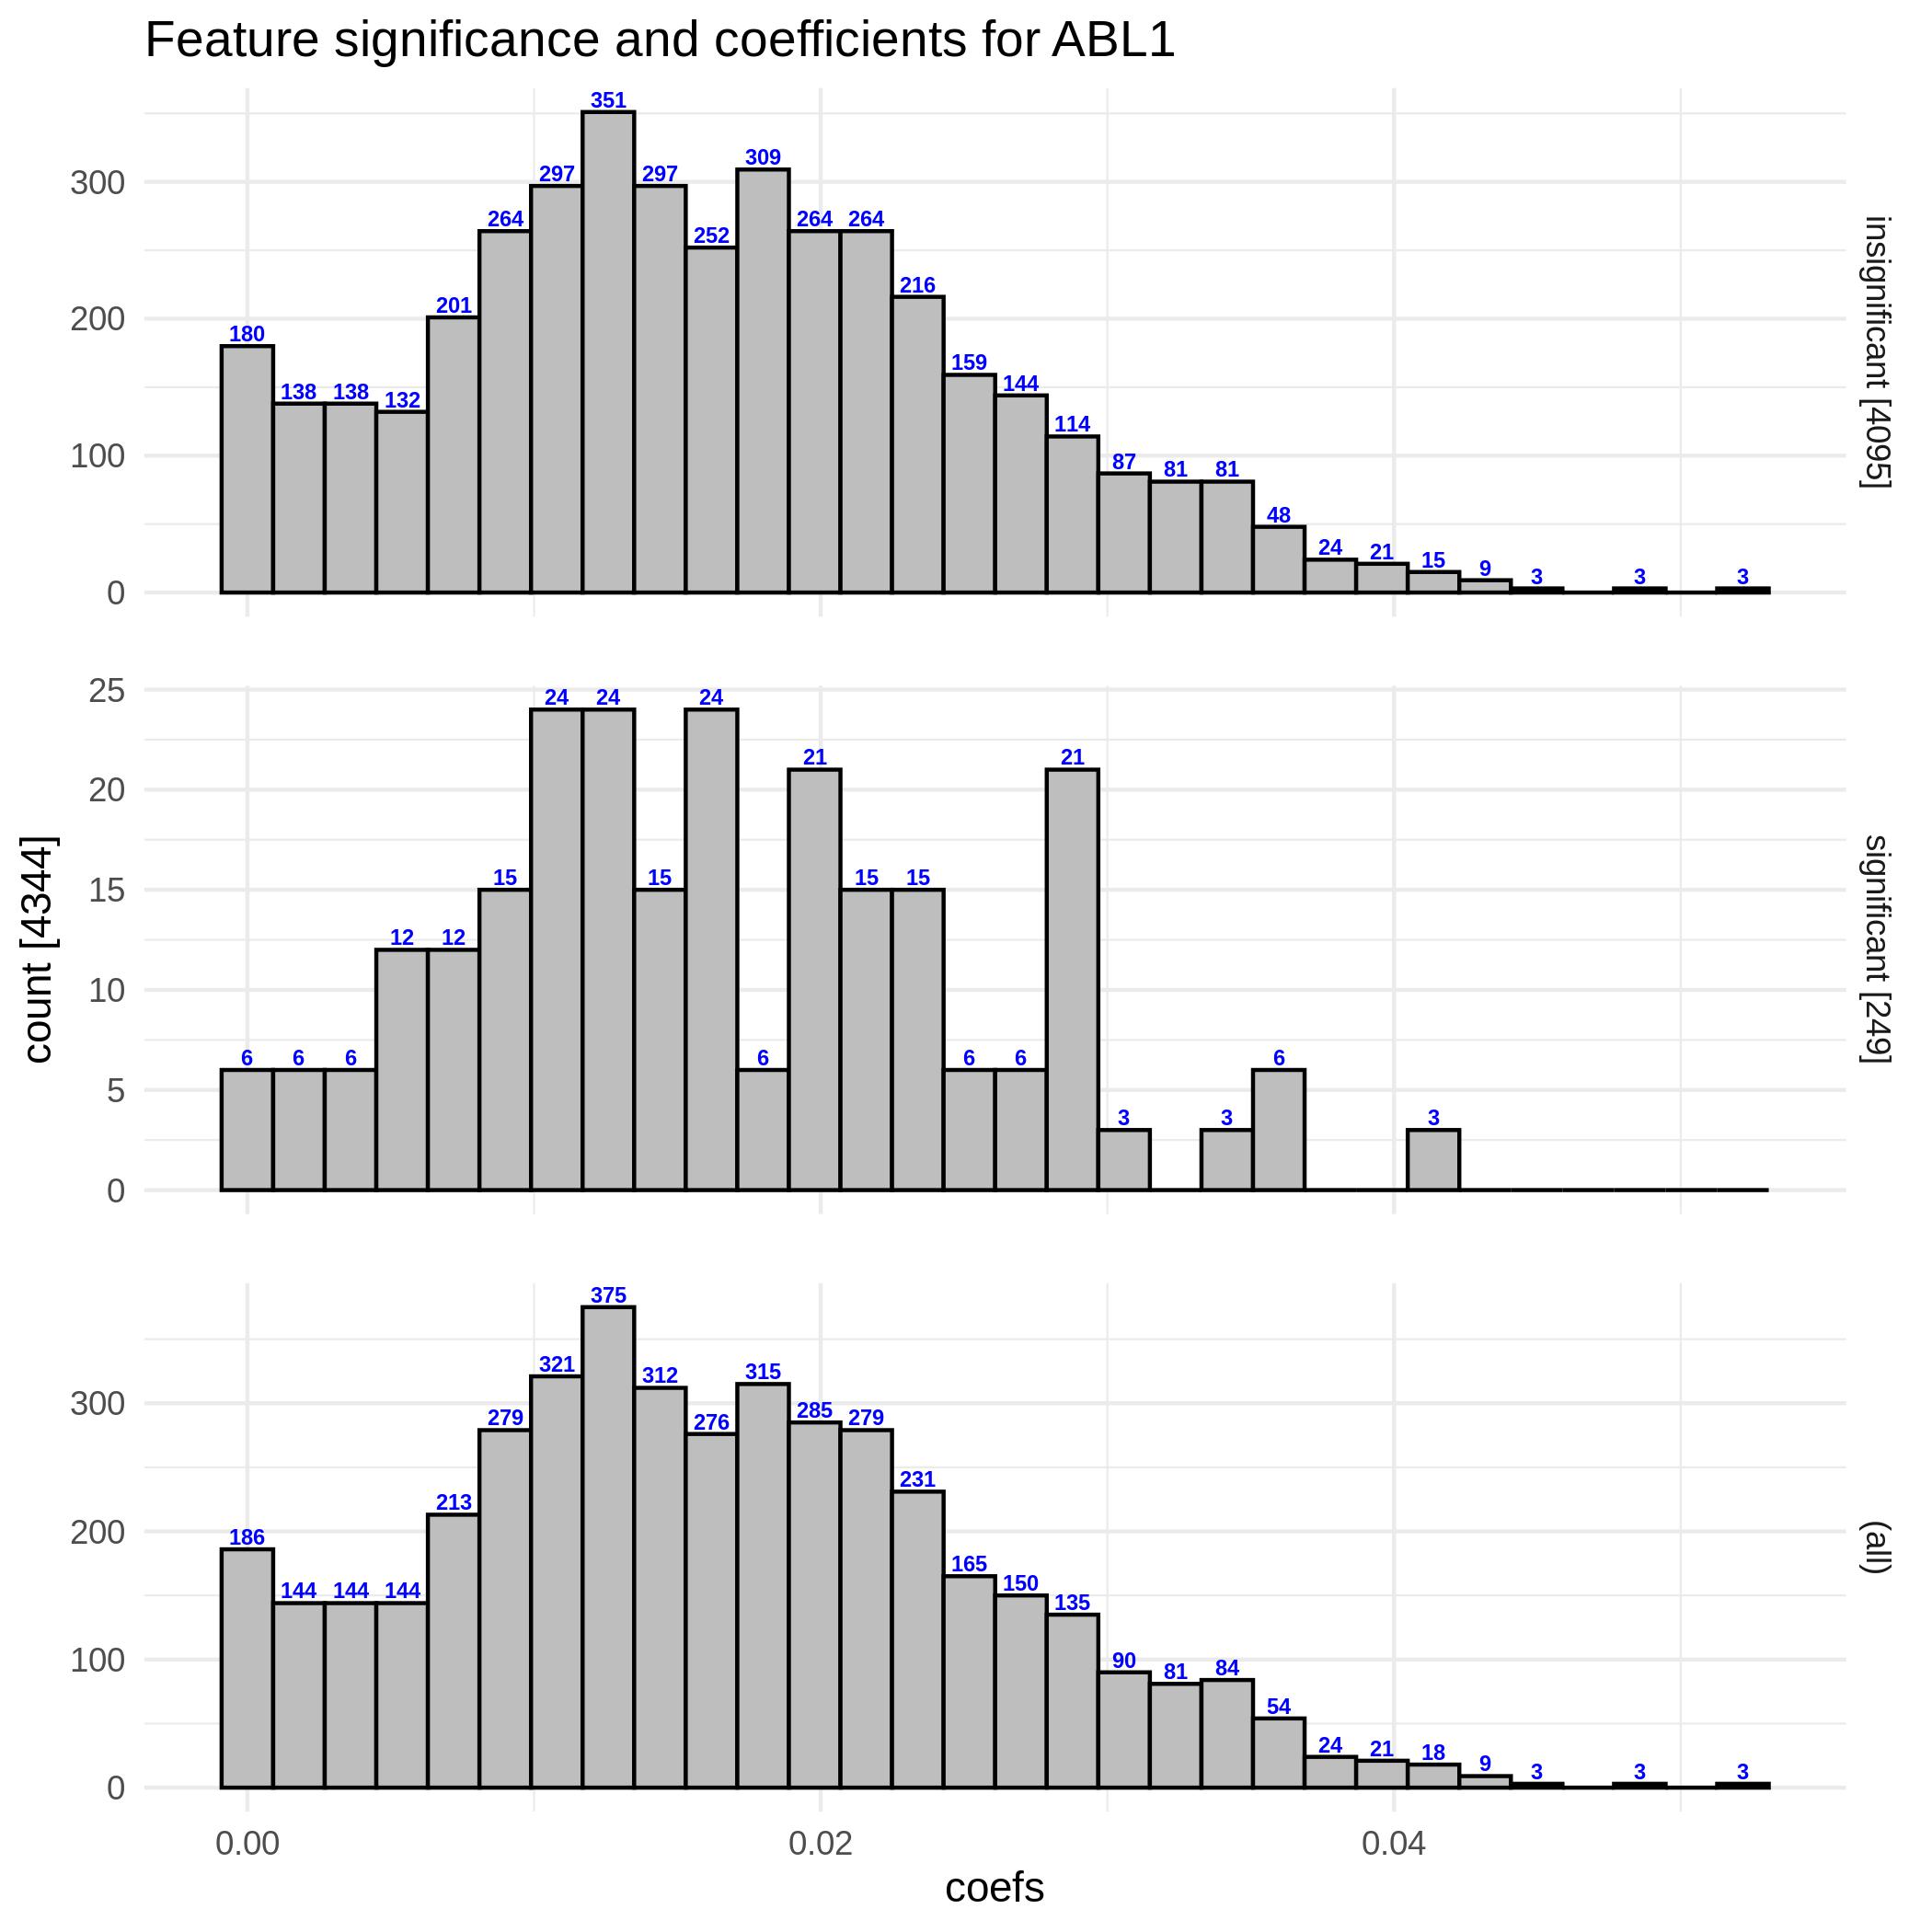 Feature significance and coefficients for ABL1
351
309
297 297
300
264 264 264
252
216
201
200
180
159
144
138 138 132
114
100
87 81 81
48
24 21 15 9 3 3 3
0
insignificant [4095]
25
24 24 24
21 21
20
15 15 15 15
15
12 12
10
6 6 6 6 6 6 6
5
3 3 3
0
significant [249]
count [4344]
375
321 312 315
300
279 276 285 279
231
213
200
186
165
144 144 144 150 135
100
90 81 84
54
24 21 18 9 3 3 3
0
(all)
0.00 0.02 0.04
coefs